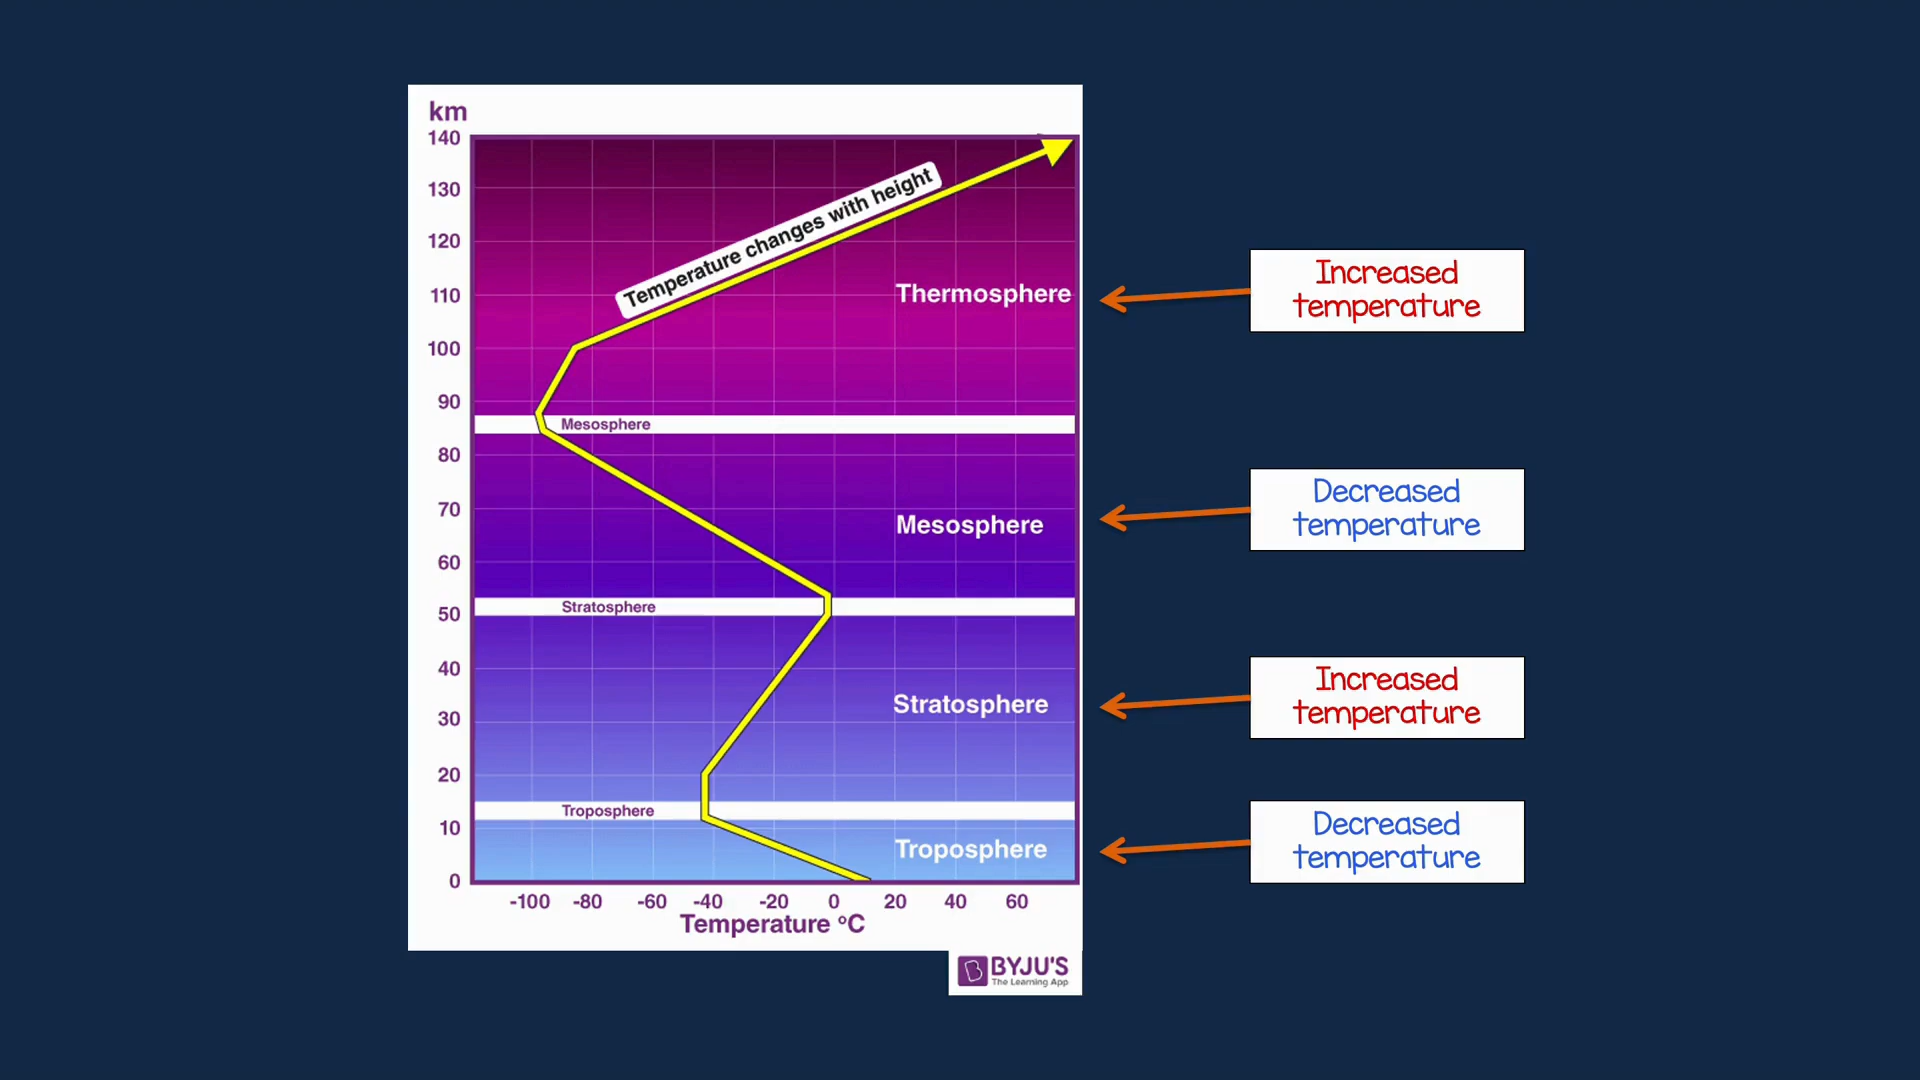 km
140
130
120
110
100
90
80
70
60
50
40
30
20
10
0
Temperature changes with height
Thermosphere
Mesosphere
Mesosphere
Stratosphere
Stratosphere
Troposphere
Troposphere
-100 -80 -60 -40 -20 0 20 40 60
Temperature °C
BYJU'S
The Learning App
Increased
temperature
Decreased
temperature
Increased
temperature
Decreased
temperature